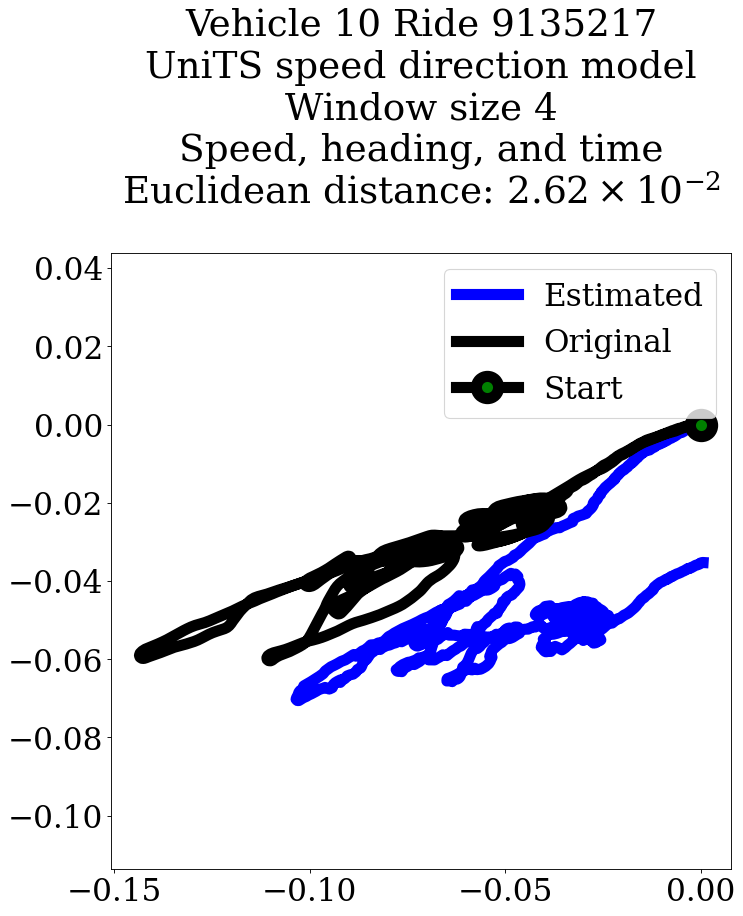 Vehicle 10 Ride 9135217
UniTS speed direction model
Window size 4
Speed, heading, and time
Euclidean distance: 2.62 × 10⁻²
Estimated
Original
Start
0.04
0.02
0.00
−0.02
−0.04
−0.06
−0.08
−0.10
−0.15 −0.10 −0.05 0.00